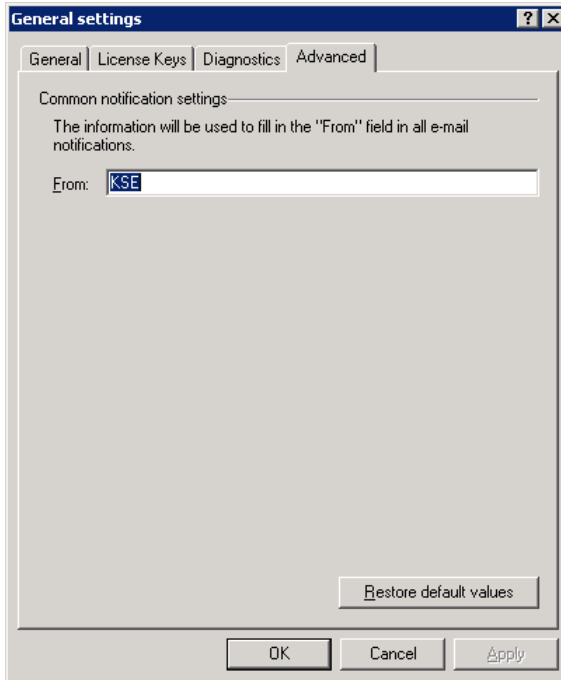 General settings
General License Keys Diagnostics Advanced
Common notification settings
The information will be used to fill in the "From" field in all e-mail
notifications.
From: KSE
Restore default values
OK Cancel Apply